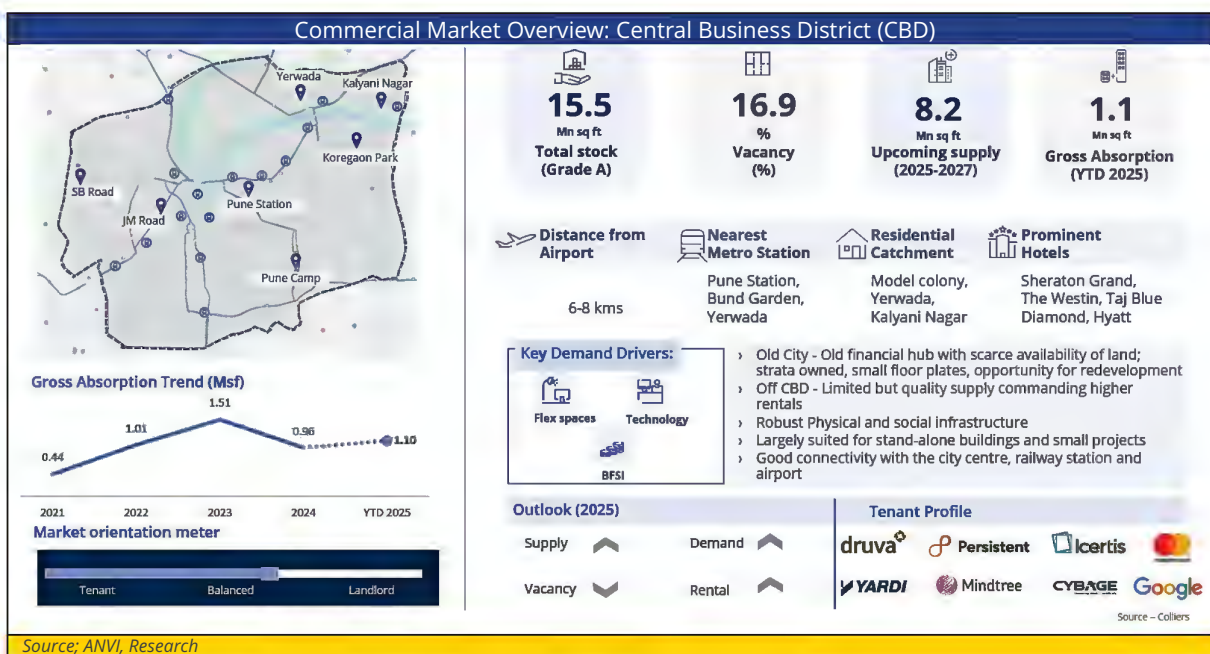 Commercial Market Overview: Central Business District (CBD)
Yerwada
Kalyani Nagar
Koregaon Park
SB Road
Pune Station
JM Road
Pune Camp
Gross Absorption Trend (Msf)
1.51
1.01
0.96
1.10
0.44
2021 2022 2023 2024 YTD 2025
Market orientation meter
Tenant Balanced Landlord
15.5
Mn sq ft
Total stock
(Grade A)
16.9
%
Vacancy
(%)
8.2
Mn sq ft
Upcoming supply
(2025-2027)
1.1
Mn sq ft
Gross Absorption
(YTD 2025)
Distance from
Airport
6-8 kms
Nearest
Metro Station
Pune Station,
Bund Garden,
Yerwada
Residential
Catchment
Model colony,
Yerwada,
Kalyani Nagar
Prominent
Hotels
Sheraton Grand,
The Westin, Taj Blue
Diamond, Hyatt
Key Demand Drivers:
Flex spaces
Technology
BFSI
› Old City - Old financial hub with scarce availability of land;
strata owned, small floor plates, opportunity for redevelopment
› Off CBD - Limited but quality supply commanding higher
rentals
› Robust Physical and social infrastructure
› Largely suited for stand-alone buildings and small projects
› Good connectivity with the city centre, railway station and
airport
Outlook (2025)
Supply
Demand
Vacancy
Rental
Tenant Profile
druva
Persistent
Icertis
YARDI
Mindtree
CYBAGE
Google
Source – Colliers
Source; ANVI, Research